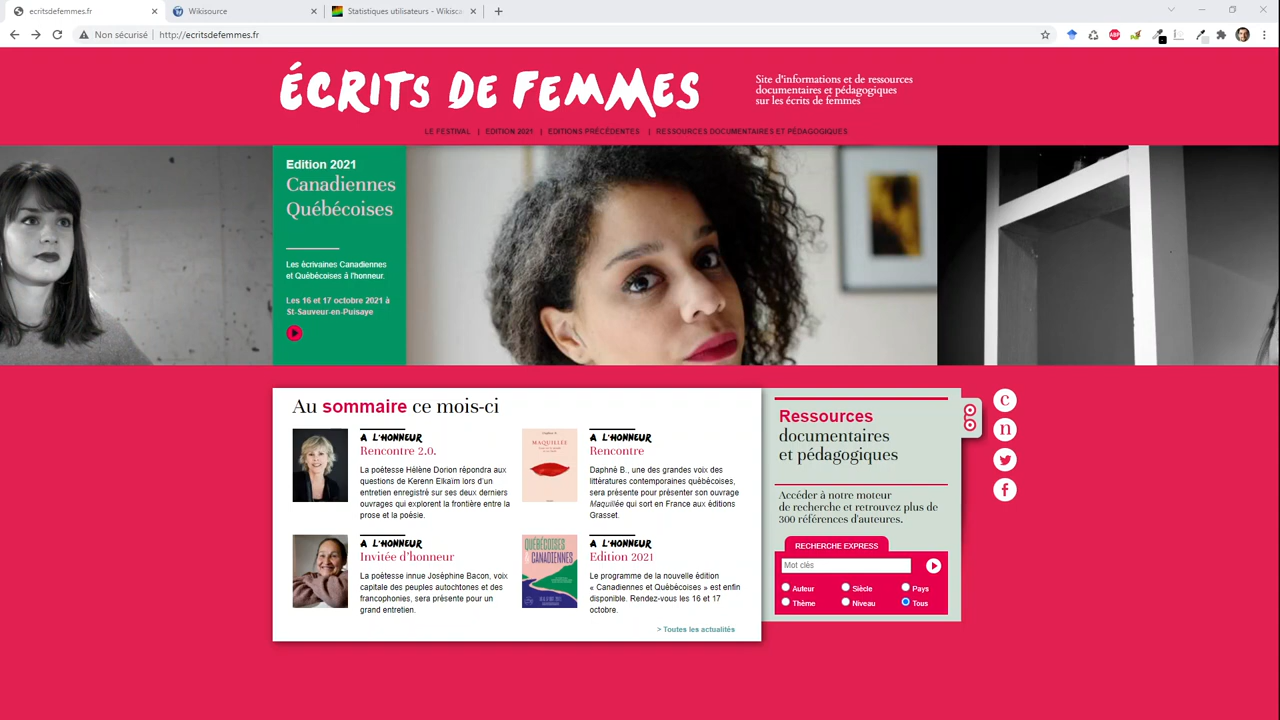 ecritsdefemmes.fr
Wikisource
Statistiques utilisateurs - Wikisca
Non sécurisé
http://ecritsdefemmes.fr
ABP
ÉCRITS DE FEMMES
Site d'informations et de ressources
documentaires et pédagogiques
sur les écrits de femmes
LE FESTIVAL | EDITION 2021 | EDITIONS PRÉCÉDENTES | RESSOURCES DOCUMENTAIRES ET PÉDAGOGIQUES
Edition 2021
Canadiennes
Québécoises
Les écrivaines Canadiennes
et Québécoises à l'honneur.
Les 16 et 17 octobre 2021 à
St-Sauveur-en-Puisaye
Au sommaire ce mois-ci
A L'HONNEUR
Rencontre 2.0.
La poétesse Hélène Dorion répondra aux
questions de Kerenn Elkaïm lors d'un
entretien enregistré sur ses deux derniers
ouvrages qui explorent la frontière entre la
prose et la poésie.
MAQUILLÉE
A L'HONNEUR
Rencontre
Daphné B., une des grandes voix des
littératures contemporaines québécoises,
sera présente pour présenter son ouvrage
Maquillée qui sort en France aux éditions
Grasset.
A L'HONNEUR
Invitée d'honneur
La poétesse innue Joséphine Bacon, voix
capitale des peuples autochtones et des
francophonies, sera présente pour un
grand entretien.
QUÉBÉCOISES
& CANADIENNES
A L'HONNEUR
Edition 2021
Le programme de la nouvelle édition
« Canadiennes et Québécoises » est enfin
disponible. Rendez-vous les 16 et 17
octobre.
> Toutes les actualités
Ressources
documentaires
et pédagogiques
Accéder à notre moteur
de recherche et retrouvez plus de
300 références d'auteures.
RECHERCHE EXPRESS
Mot clés
Auteur Siècle Pays
Thème Niveau Tous
c
n